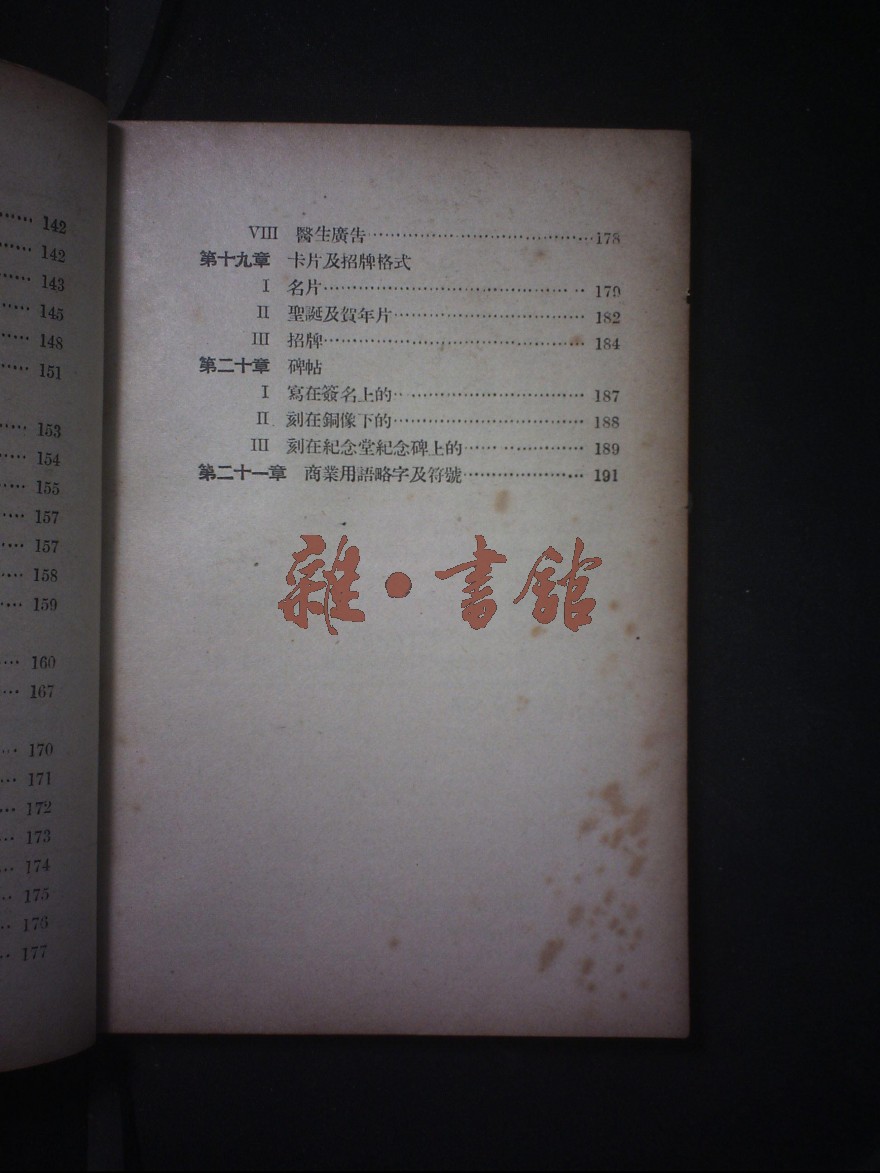 142
142
143
145
148
151
153
154
155
157
157
158
159
160
167
170
171
172
173
174
175
176
177
VIII 醫生廣告 178
第十九章 卡片及招牌格式
I 名片 179
II 聖誕及賀年片 182
III 招牌 184
第二十章 碑帖
I 寫在簽名上的 187
II 刻在銅像下的 188
III 刻在紀念堂紀念碑上的 189
第二十一章 商業用語略字及符號 191
雜·書館